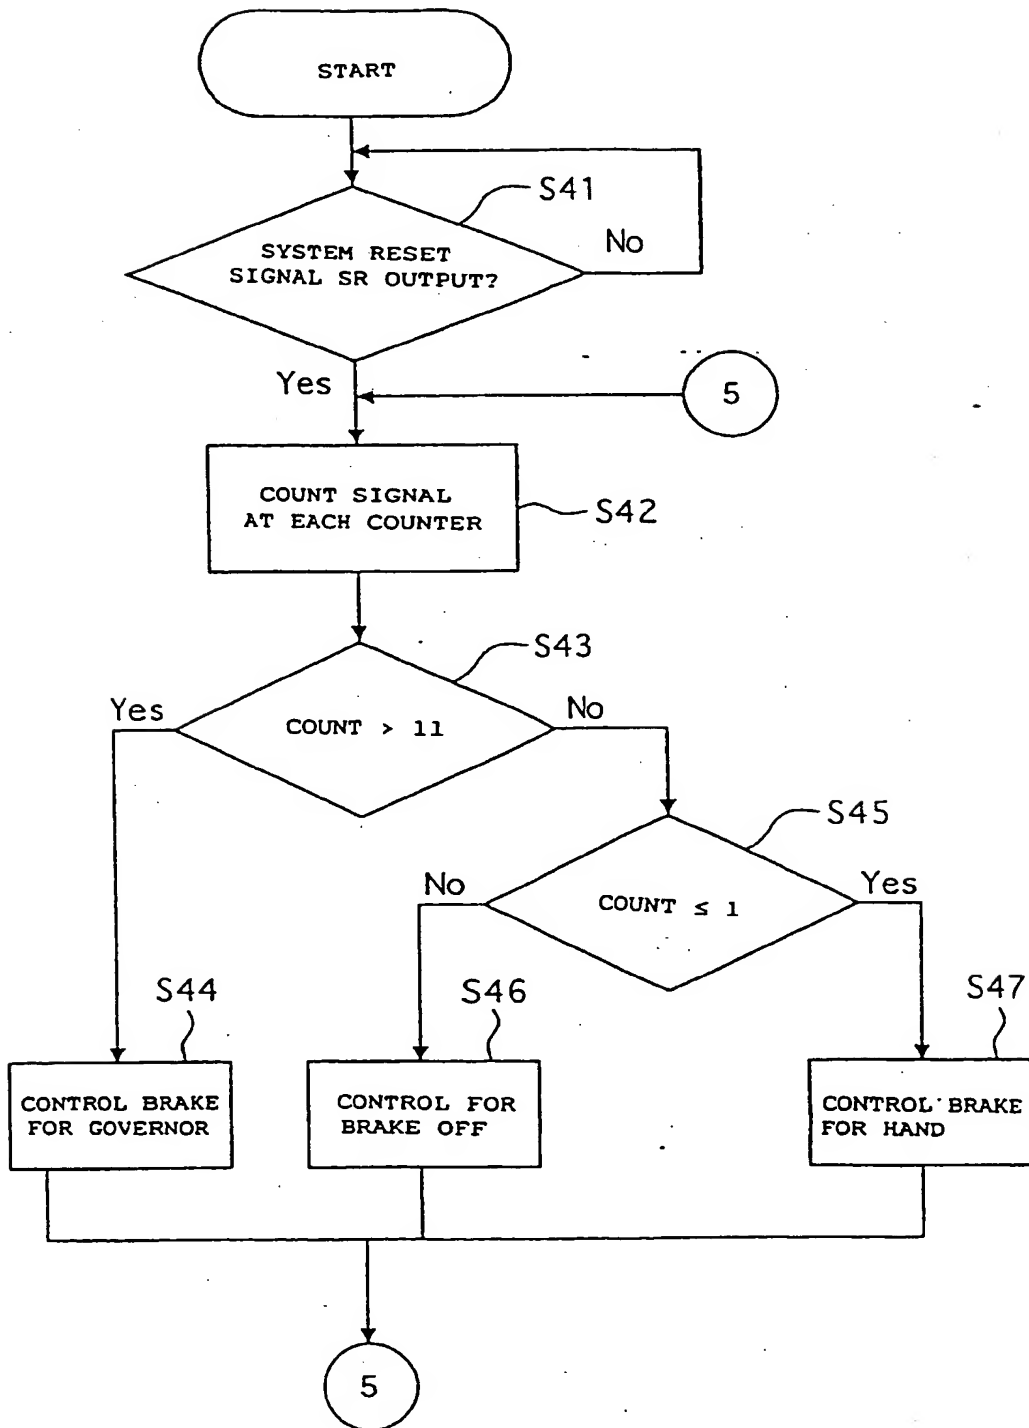 START
S41
SYSTEM RESET
SIGNAL SR OUTPUT?
No
Yes
5
COUNT SIGNAL
AT EACH COUNTER
S42
S43
Yes
COUNT > 11
No
S45
No
COUNT ≤ 1
Yes
S44
S46
S47
CONTROL BRAKE
FOR GOVERNOR
CONTROL FOR
BRAKE OFF
CONTROL BRAKE
FOR HAND
5